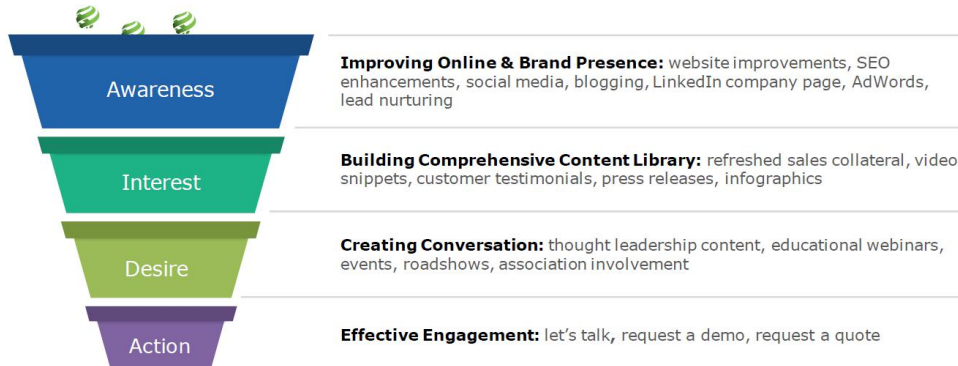 Awareness
Improving Online & Brand Presence: website improvements, SEO
enhancements, social media, blogging, LinkedIn company page, AdWords,
lead nurturing
Interest
Building Comprehensive Content Library: refreshed sales collateral, video
snippets, customer testimonials, press releases, infographics
Desire
Creating Conversation: thought leadership content, educational webinars,
events, roadshows, association involvement
Action
Effective Engagement: let’s talk, request a demo, request a quote